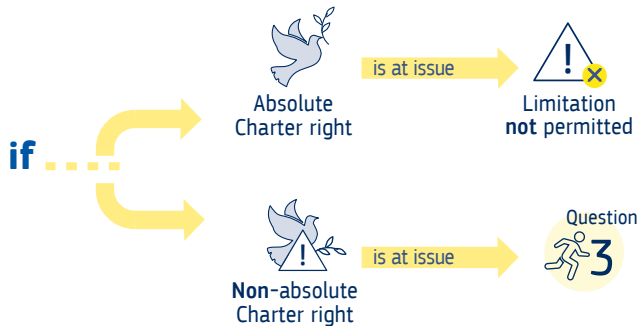 if
Absolute
Charter right
is at issue
!
Limitation
not permitted
!
Non-absolute
Charter right
is at issue
Question
3